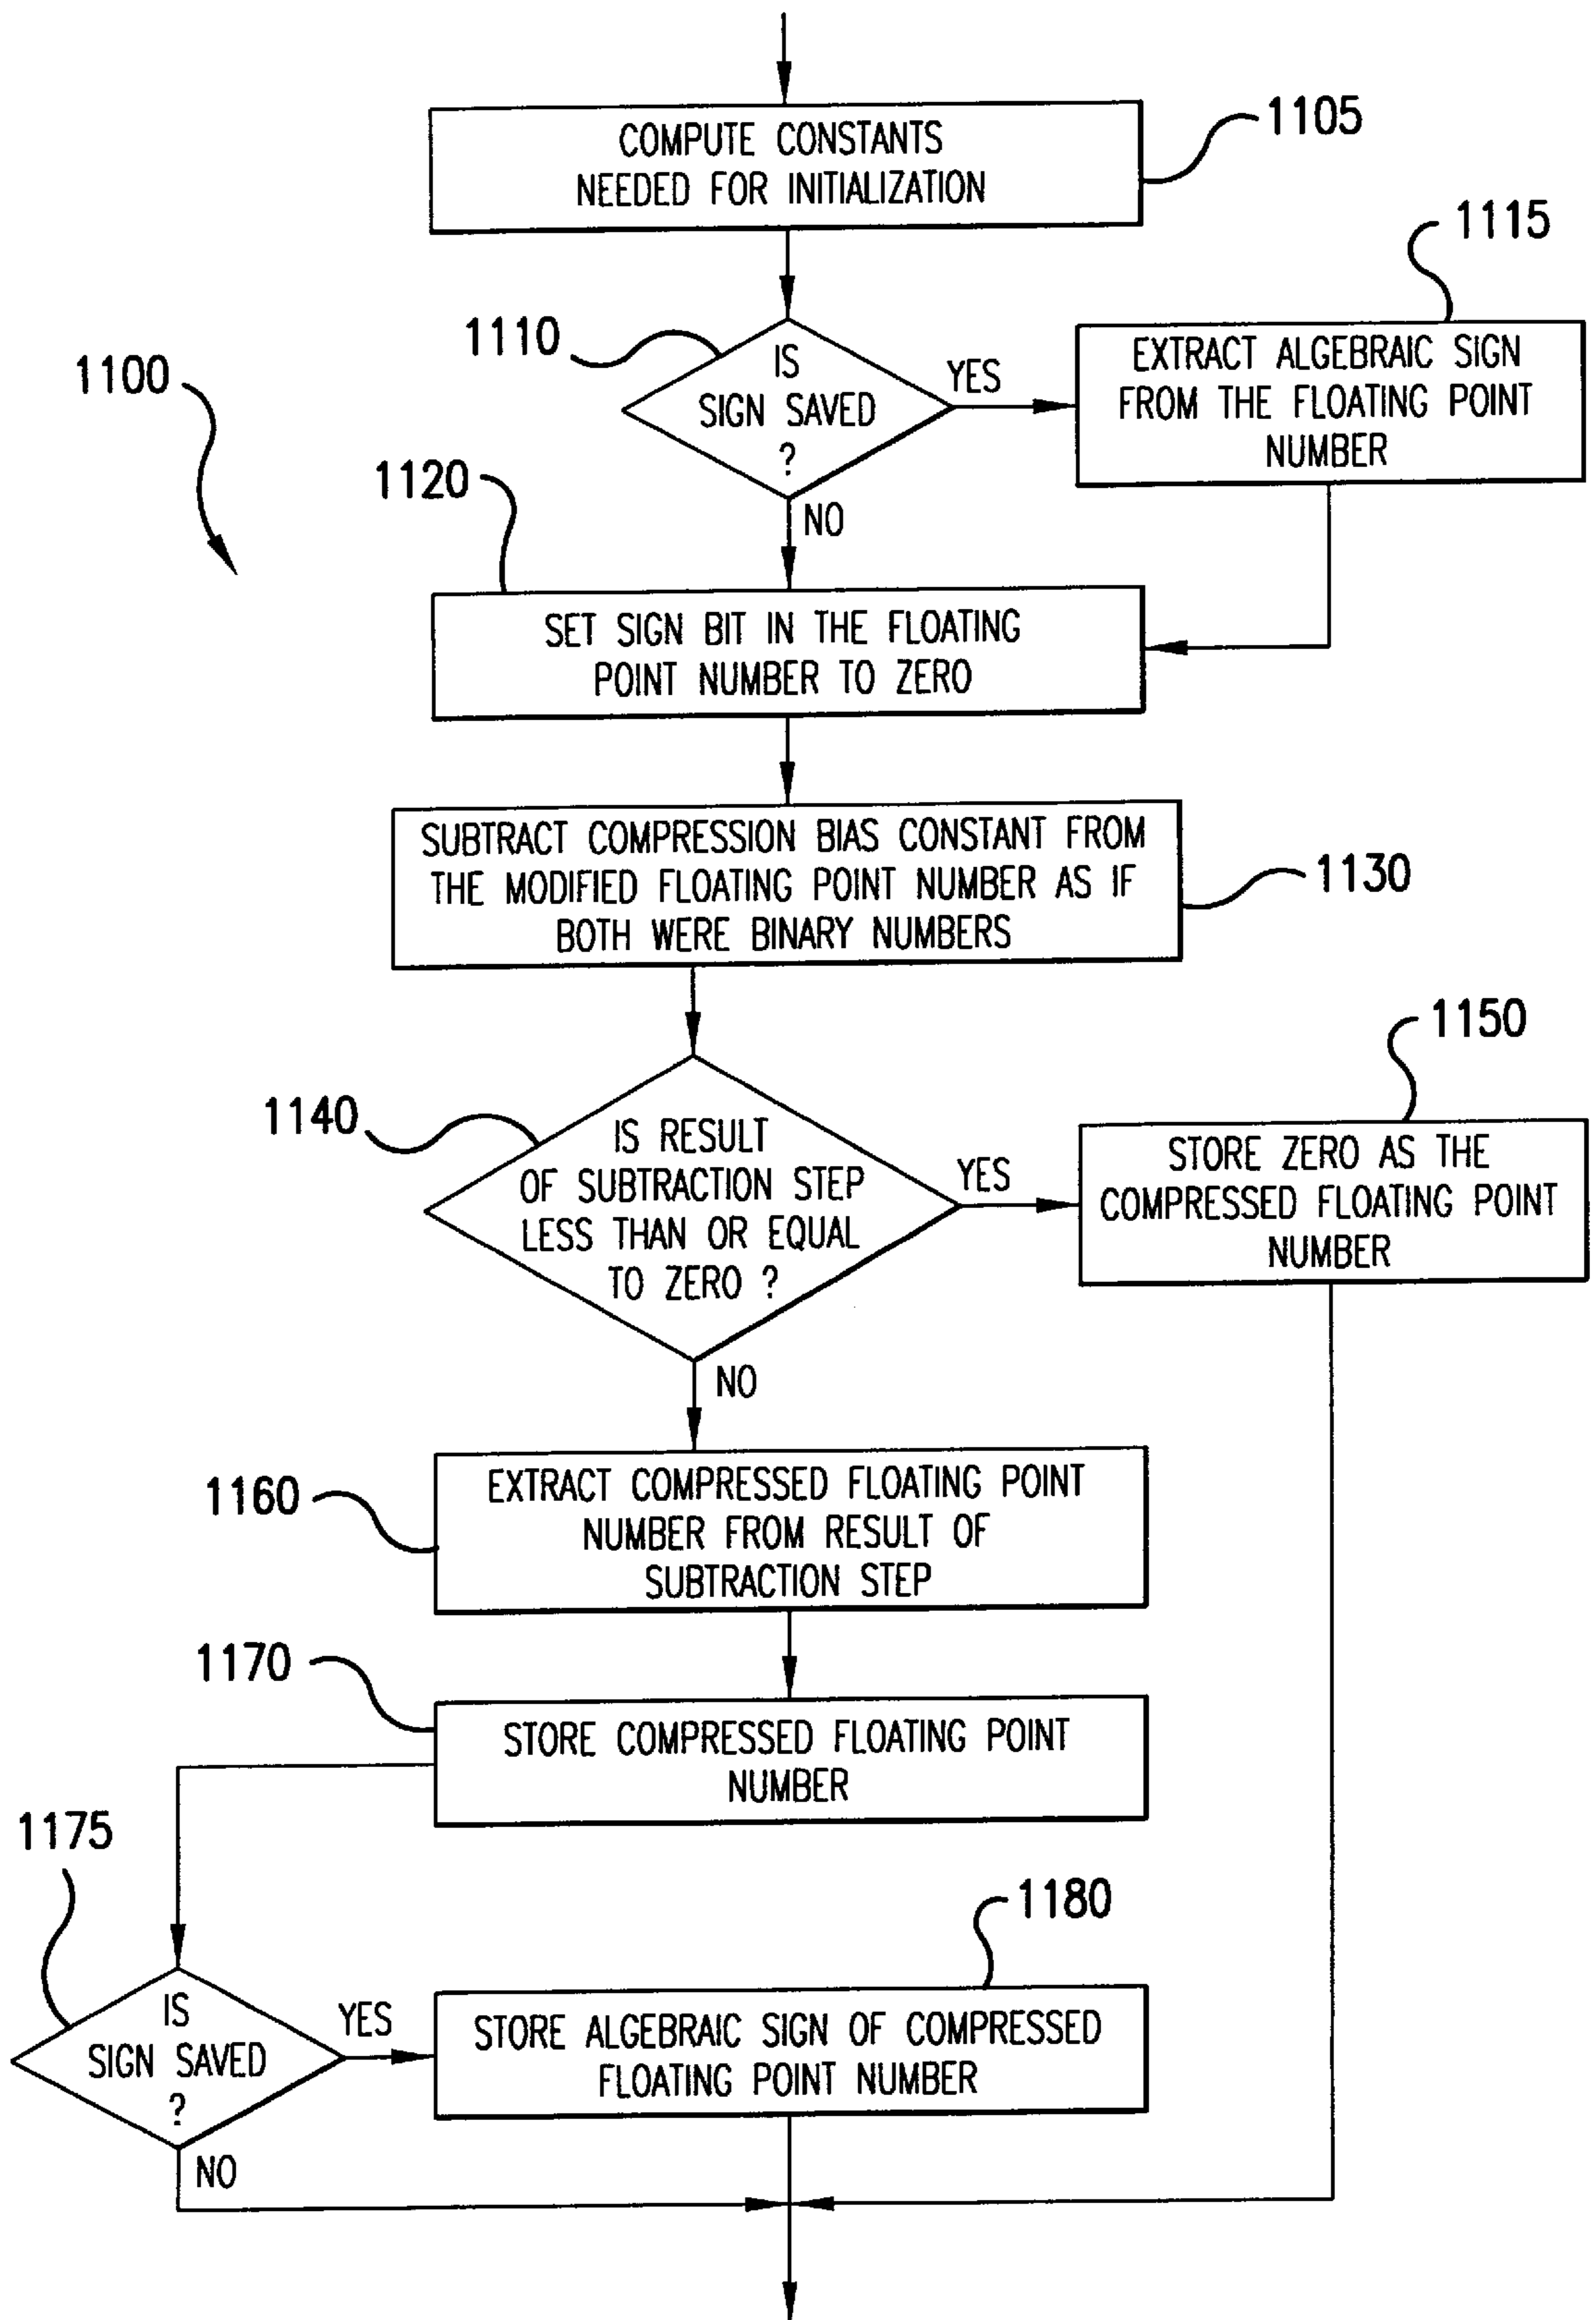 COMPUTE CONSTANTS
NEEDED FOR INITIALIZATION
1105
1115
1110
IS
SIGN SAVED
?
YES
EXTRACT ALGEBRAIC SIGN
FROM THE FLOATING POINT
NUMBER
1100
1120
NO
SET SIGN BIT IN THE FLOATING
POINT NUMBER TO ZERO
SUBTRACT COMPRESSION BIAS CONSTANT FROM
THE MODIFIED FLOATING POINT NUMBER AS IF
BOTH WERE BINARY NUMBERS
1130
1150
1140
IS RESULT
OF SUBTRACTION STEP
LESS THAN OR EQUAL
TO ZERO ?
YES
STORE ZERO AS THE
COMPRESSED FLOATING POINT
NUMBER
NO
1160
EXTRACT COMPRESSED FLOATING POINT
NUMBER FROM RESULT OF
SUBTRACTION STEP
1170
STORE COMPRESSED FLOATING POINT
NUMBER
1175
1180
IS
SIGN SAVED
?
YES
STORE ALGEBRAIC SIGN OF COMPRESSED
FLOATING POINT NUMBER
NO